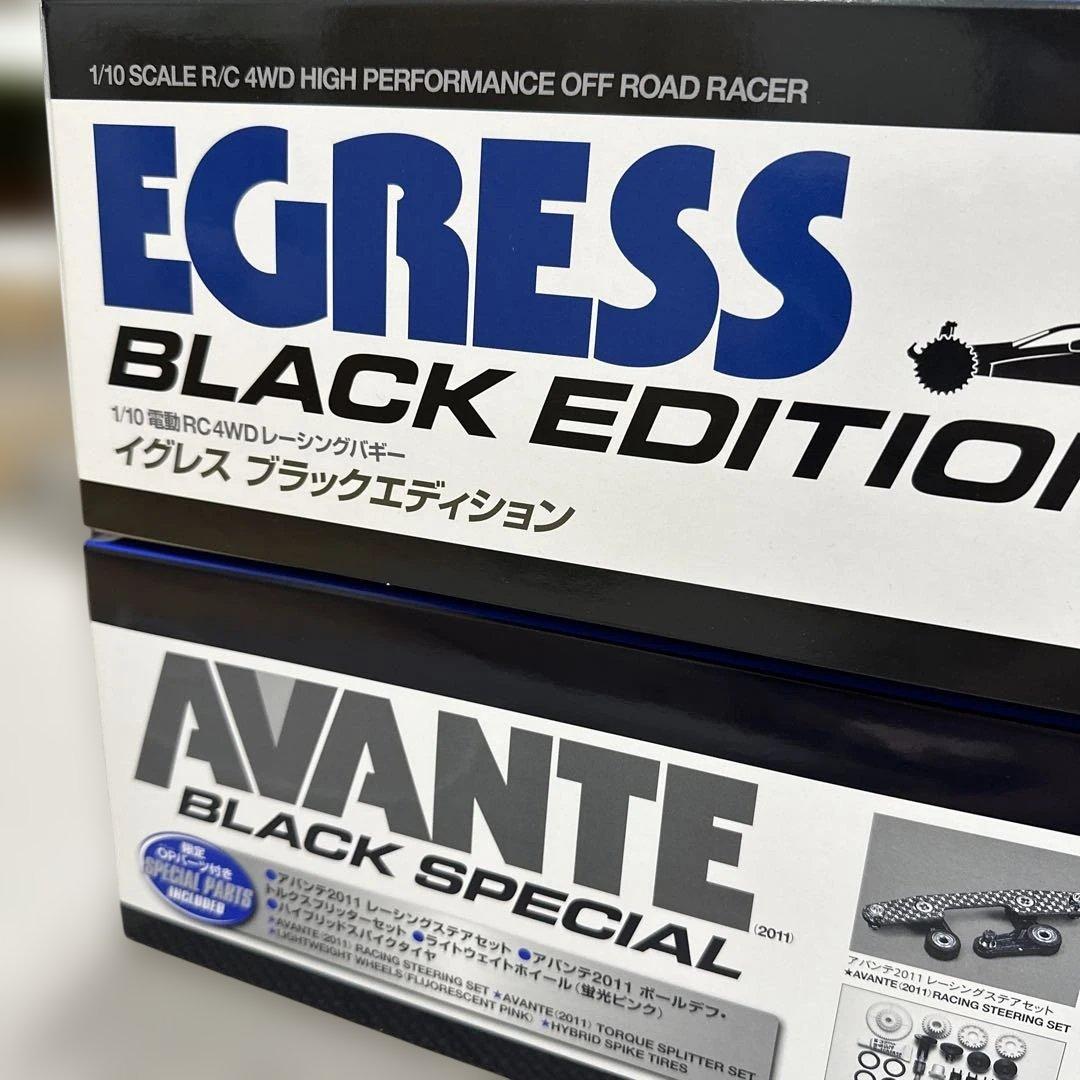 1/10 SCALE R/C 4WD HIGH PERFORMANCE OFF ROAD RACER
EGRESS
BLACK EDITION
1/10 電動RC4WDレーシングバギー
イグレス ブラックエディション
AVANTE
BLACK SPECIAL
(2011)
限定
OPパーツ付き
SPECIAL PARTS
INCLUDED
●アバンテ2011 レーシングステアセット ●アバンテ2011 ボールデフ・
トルクスプリッターセット ●ライトウェイトホイール(蛍光ピンク)
●ハイブリッドスパイクタイヤ
★AVANTE(2011) RACING STEERING SET ★AVANTE(2011) TORQUE SPLITTER SET
★LIGHTWEIGHT WHEELS (FLUORESCENT PINK) ★HYBRID SPIKE TIRES
アバンテ2011 レーシングステアセット
★AVANTE(2011)RACING STEERING SET